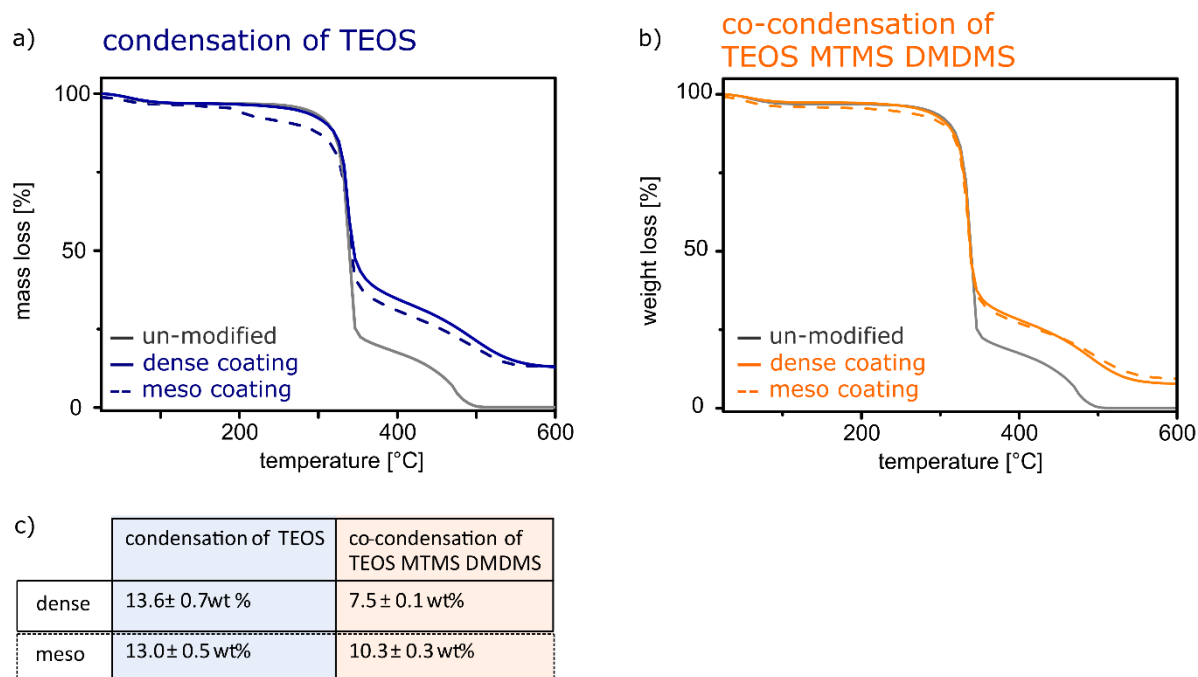 a)
condensation of TEOS
100
50
0
mass loss [%]
un-modified
dense coating
meso coating
200
400
600
temperature [°C]
b)
co-condensation of
TEOS MTMS DMDMS
100
50
0
weight loss [%]
un-modified
dense coating
meso coating
200
400
600
temperature [°C]
c)
condensation of TEOS
co-condensation of
TEOS MTMS DMDMS
dense
13.6± 0.7wt %
7.5 ± 0.1 wt%
meso
13.0± 0.5 wt%
10.3± 0.3 wt%